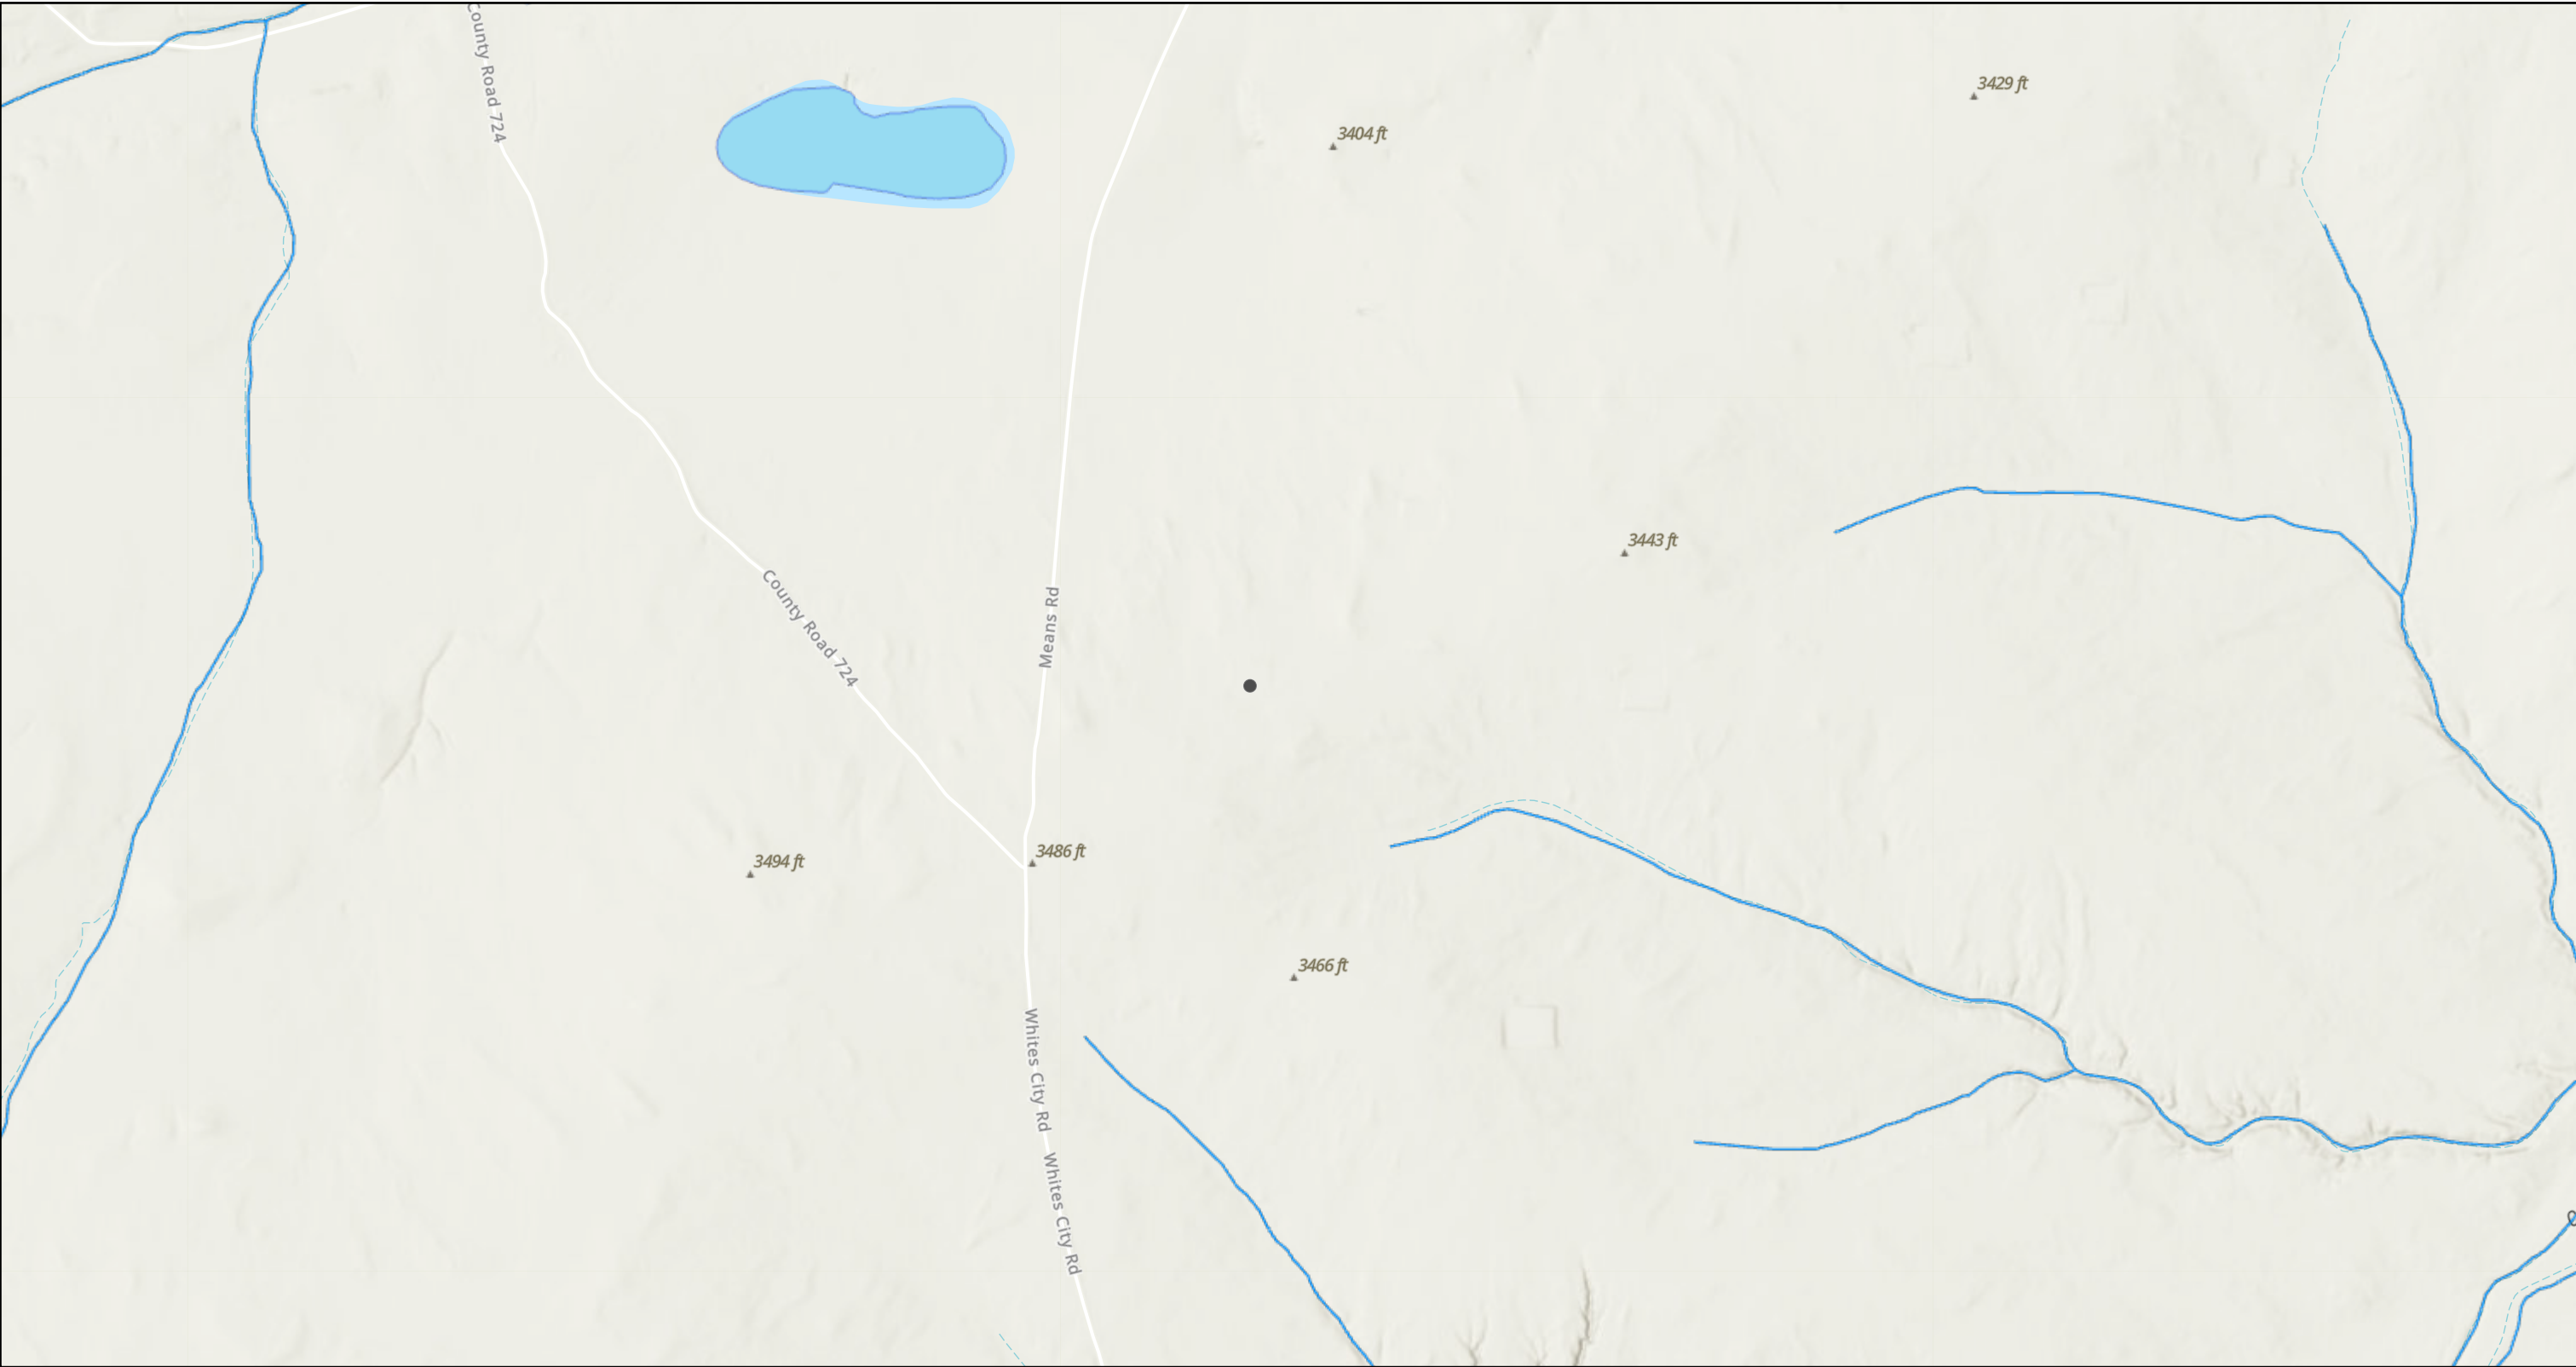 County Road 724
3429 ft
3404 ft
3443 ft
County Road 724
Means Rd
3494 ft
3486 ft
3466 ft
Whites City Rd
Whites City Rd